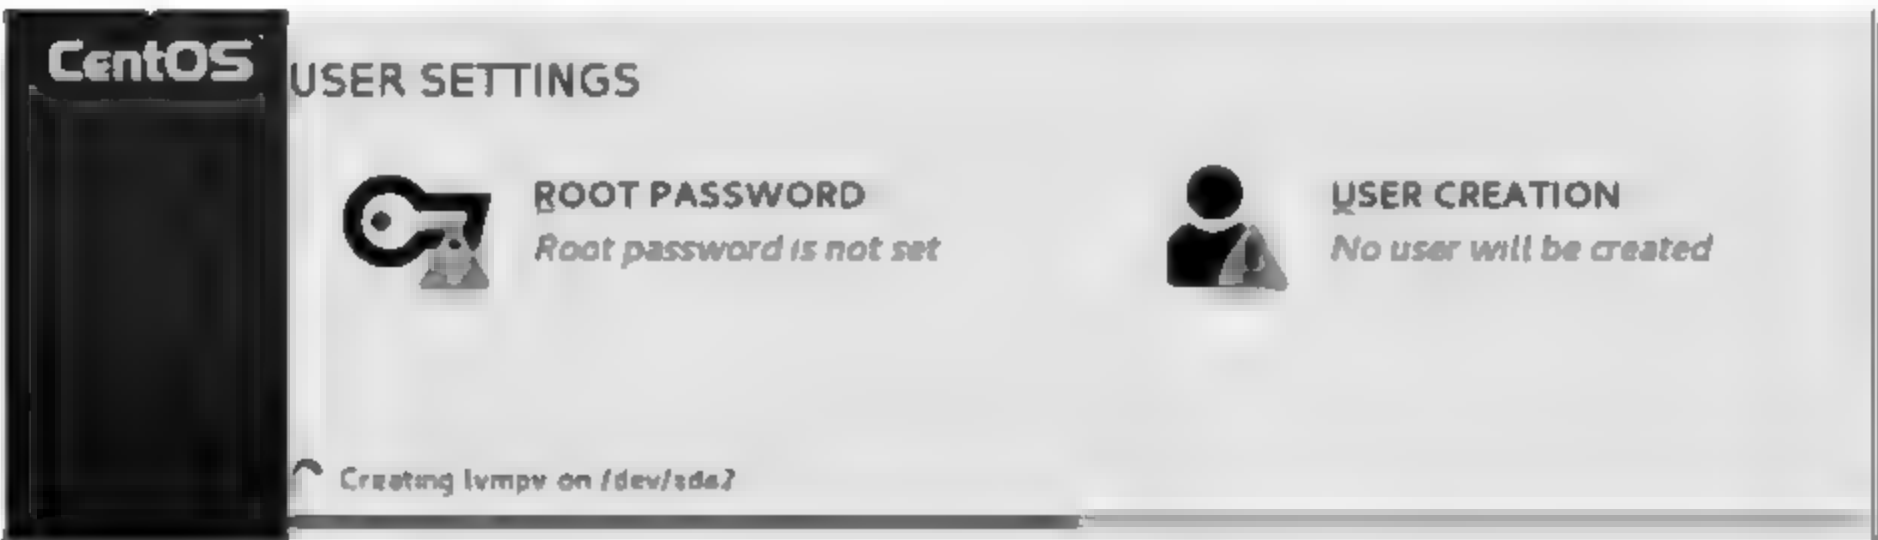 CentOS
USER SETTINGS
ROOT PASSWORD
Root password is not set
USER CREATION
No user will be created
Creating lvmpv on /dev/sda2